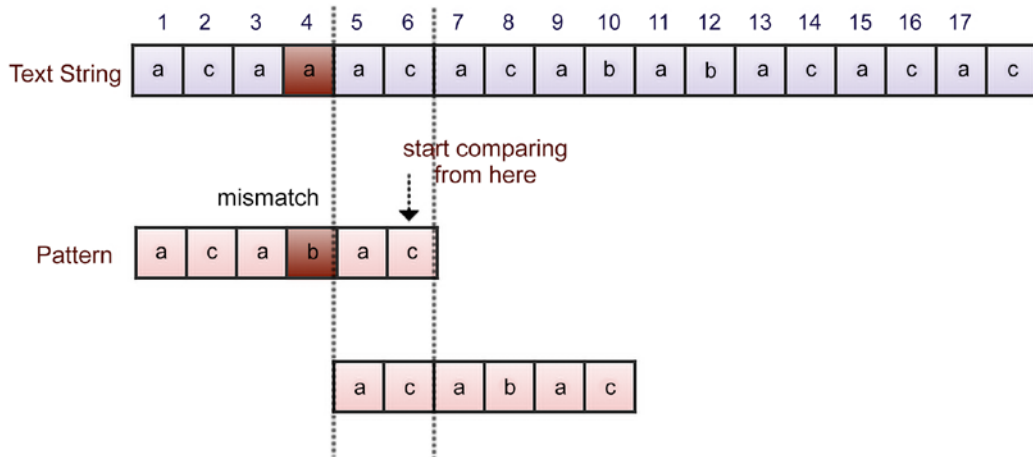 1 2 3 4 5 6 7 8 9 10 11 12 13 14 15 16 17
Text String a c a a a c a c a b a b a c a c a c
start comparing
from here
mismatch
Pattern a c a b a c
a c a b a c